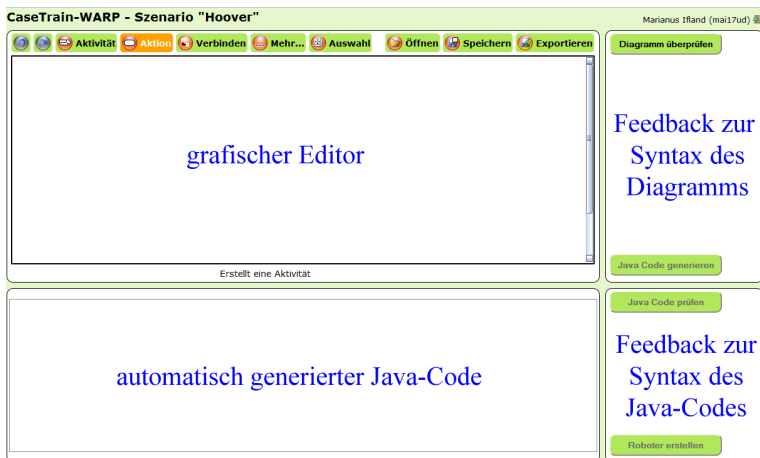 CaseTrain-WARP - Szenario "Hoover"
Marianus Ifland (mai17ud)
Aktivität Aktion Verbinden Mehr... Auswahl Öffnen Speichern Exportieren
Diagramm überprüfen
grafischer Editor
Feedback zur
Syntax des
Diagramms
Java Code generieren
Erstellt eine Aktivität
Java Code prüfen
automatisch generierter Java-Code
Feedback zur
Syntax des
Java-Codes
Roboter erstellen